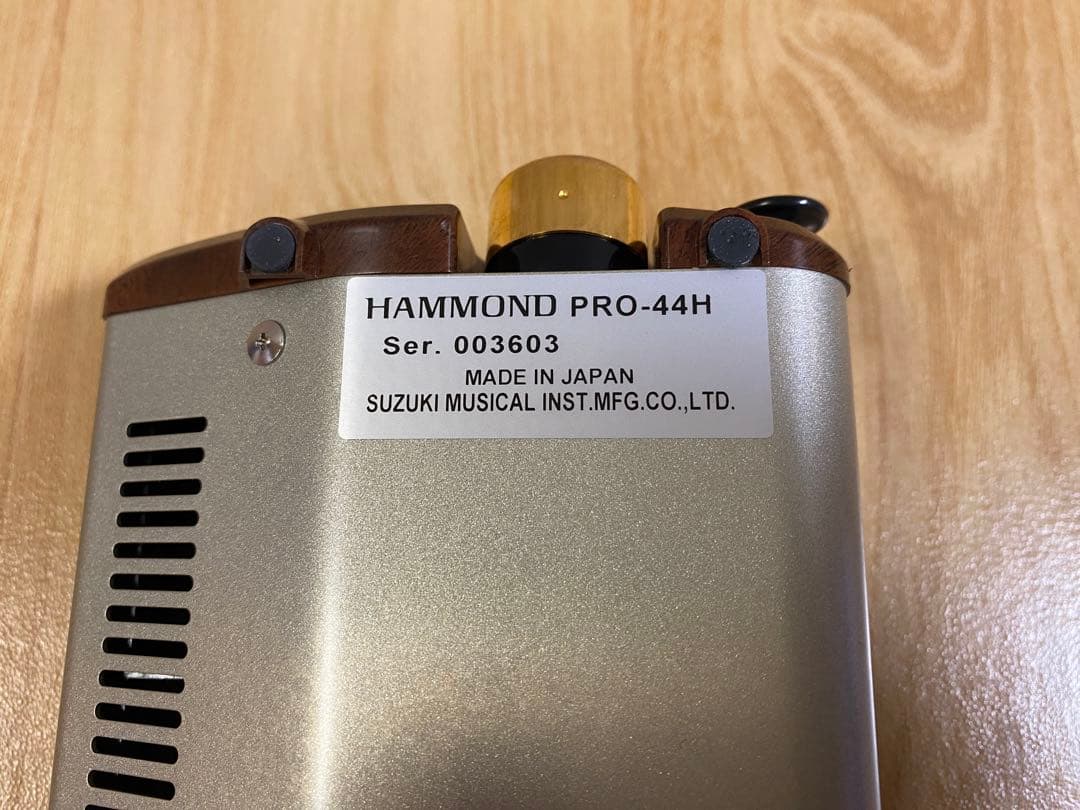 HAMMOND PRO-44H
Ser. 003603
MADE IN JAPAN
SUZUKI MUSICAL INST.MFG.CO.,LTD.